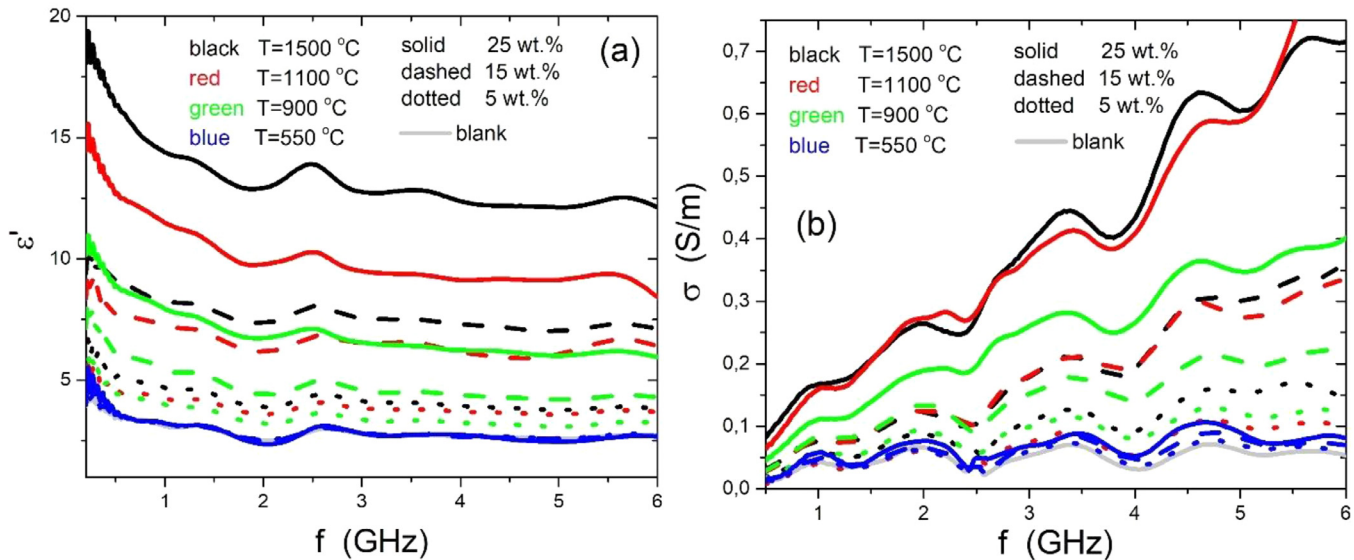 20
15
10
5
ε'
black T=1500 °C
red T=1100 °C
green T=900 °C
blue T=550 °C
solid 25 wt.%
dashed 15 wt.%
dotted 5 wt.%
blank
(a)
1 2 3 4 5 6
f (GHz)
0,7
0,6
0,5
0,4
0,3
0,2
0,1
0,0
σ (S/m)
black T=1500 °C
red T=1100 °C
green T=900 °C
blue T=550 °C
solid 25 wt.%
dashed 15 wt.%
dotted 5 wt.%
blank
(b)
1 2 3 4 5 6
f (GHz)